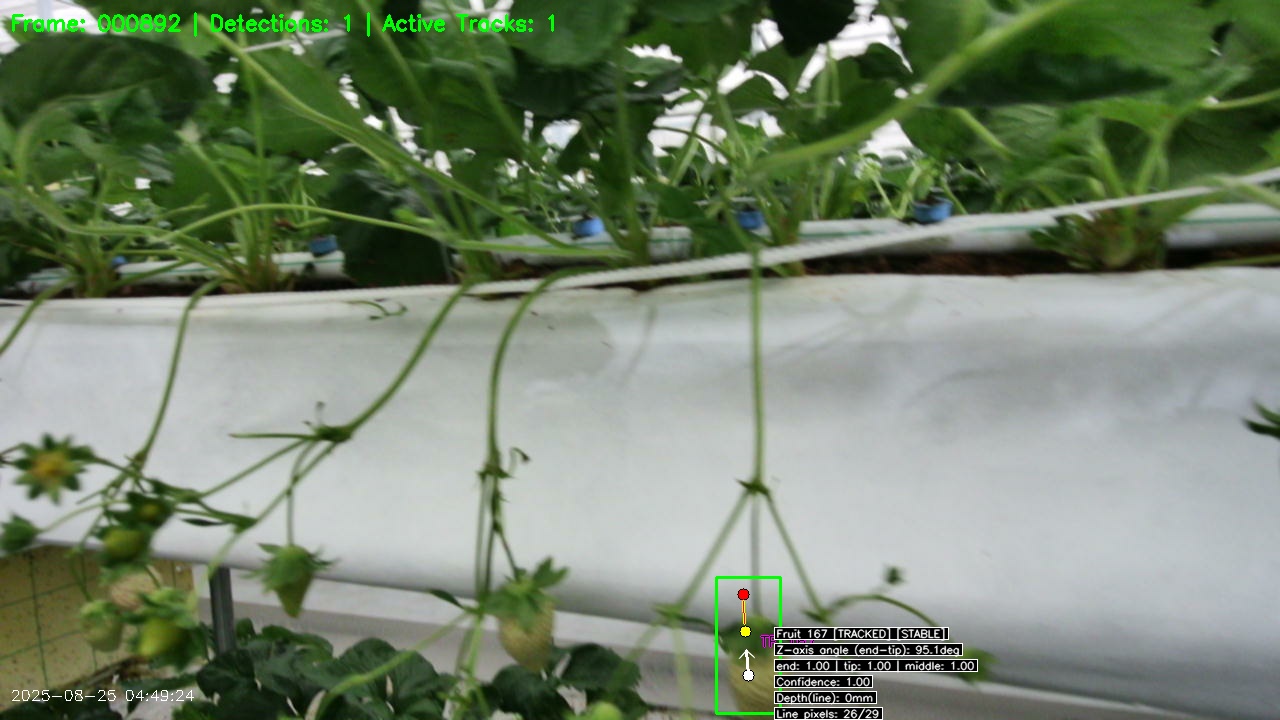 Frame: 000892 | Detections: 1 | Active Tracks: 1
Fruit 167 [TRACKED] [STABLE]
Z-axis angle (end-tip): 95.1deg
end: 1.00 | tip: 1.00 | middle: 1.00
Confidence: 1.00
Depth(line): 0mm
Line pixels: 26/29
2025-08-25 04:49:24